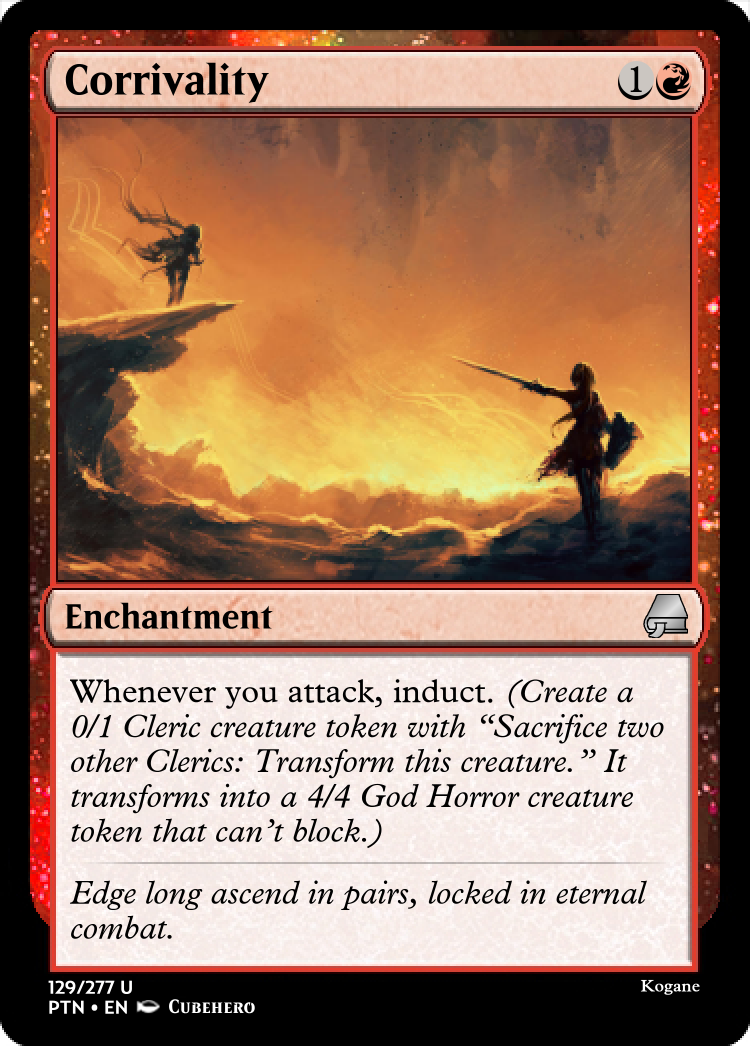 Corrivality 1
Enchantment
Whenever you attack, induct. (Create a
0/1 Cleric creature token with “Sacrifice two
other Clerics: Transform this creature.” It
transforms into a 4/4 God Horror creature
token that can’t block.)
Edge long ascend in pairs, locked in eternal
combat.
129/277 U
PTN • EN CUBEHERO
Kogane